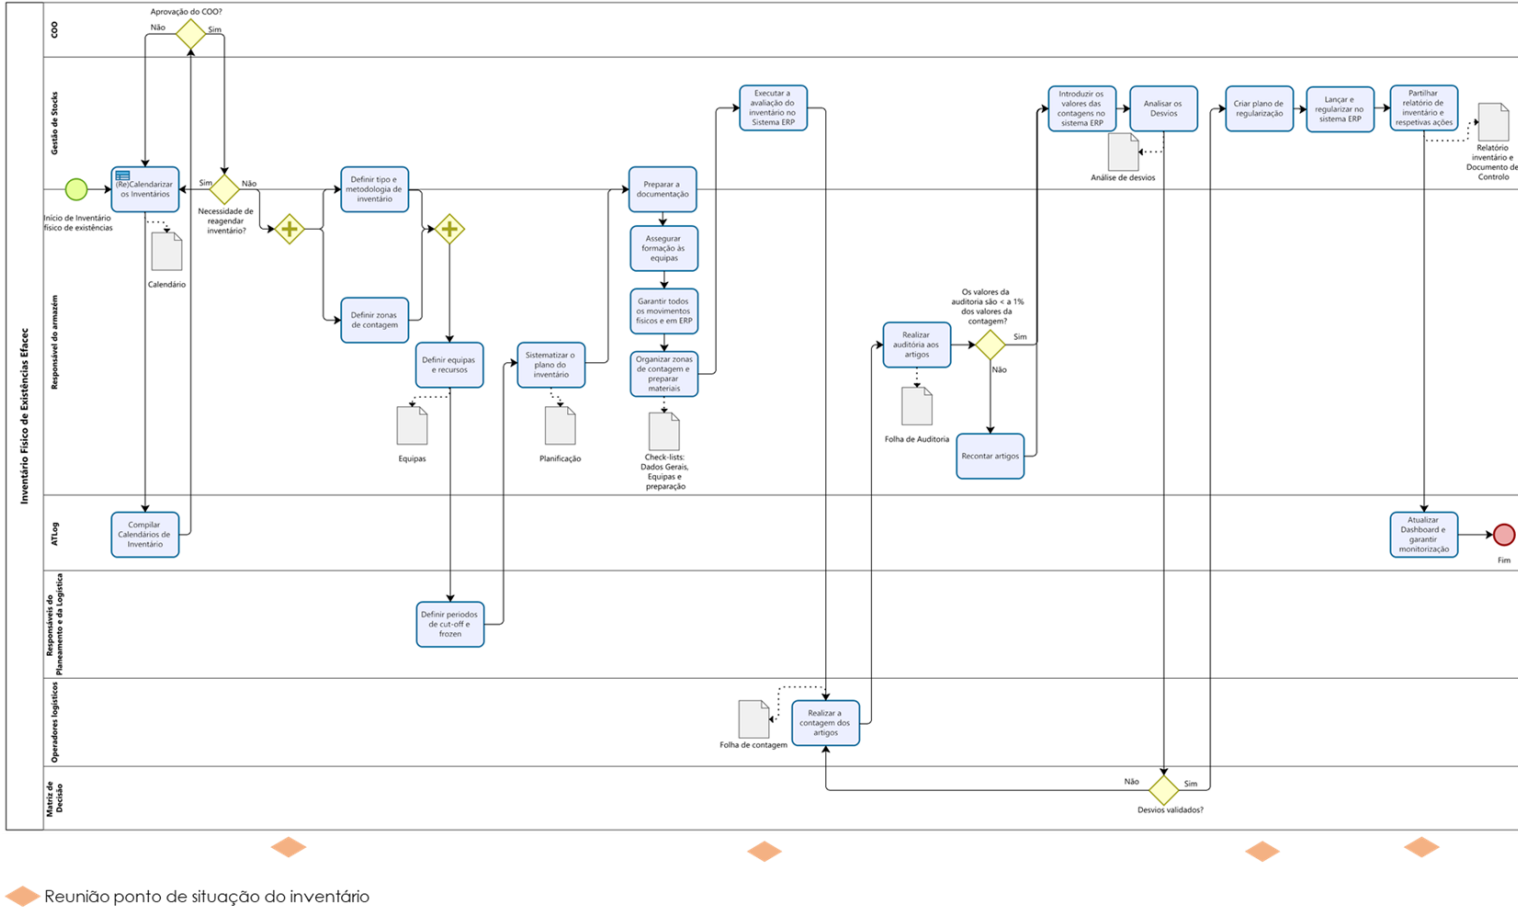 Inventário Físico de Existências Efacec
COO
Aprovação do COO?
Não
Sim
Gestão de Stocks
Início de Inventário
físico de existências
(Re)Calendarizar
os Inventários
Calendário
Sim
Não
Necessidade de
reagendar
inventário?
Definir tipo e
metodologia de
inventário
Preparar a
documentação
Executar a
avaliação do
inventário no
Sistema ERP
Introduzir os
valores das
contagens no
sistema ERP
Analisar os
Desvios
Análise de desvios
Criar plano de
regularização
Lançar e
regularizar no
sistema ERP
Partilhar
relatório de
inventário e
respetivas ações
Relatório
inventário e
Documento de
Controlo
Responsável do armazém
Definir zonas
de contagem
Definir equipas
e recursos
Equipas
Sistematizar o
plano do
inventário
Planificação
Assegurar
formação às
equipas
Garantir todos
os movimentos
físicos e em ERP
Organizar zonas
de contagem e
preparar
materiais
Check-lists:
Dados Gerais,
Equipas e
preparação
Realizar
auditória aos
artigos
Folha de Auditoria
Os valores da
auditoria são < a 1%
dos valores da
contagem?
Sim
Não
Recontar artigos
ATLog
Compilar
Calendários de
Inventário
Atualizar
Dashboard e
garantir
monitorização
Fim
Responsáveis do
Planeamento e da Logística
Definir periodos
de cut-off e
frozen
Operadores logísticos
Folha de contagem
Realizar a
contagem dos
artigos
Matriz de
Decisão
Não
Sim
Desvios validados?
Reunião ponto de situação do inventário